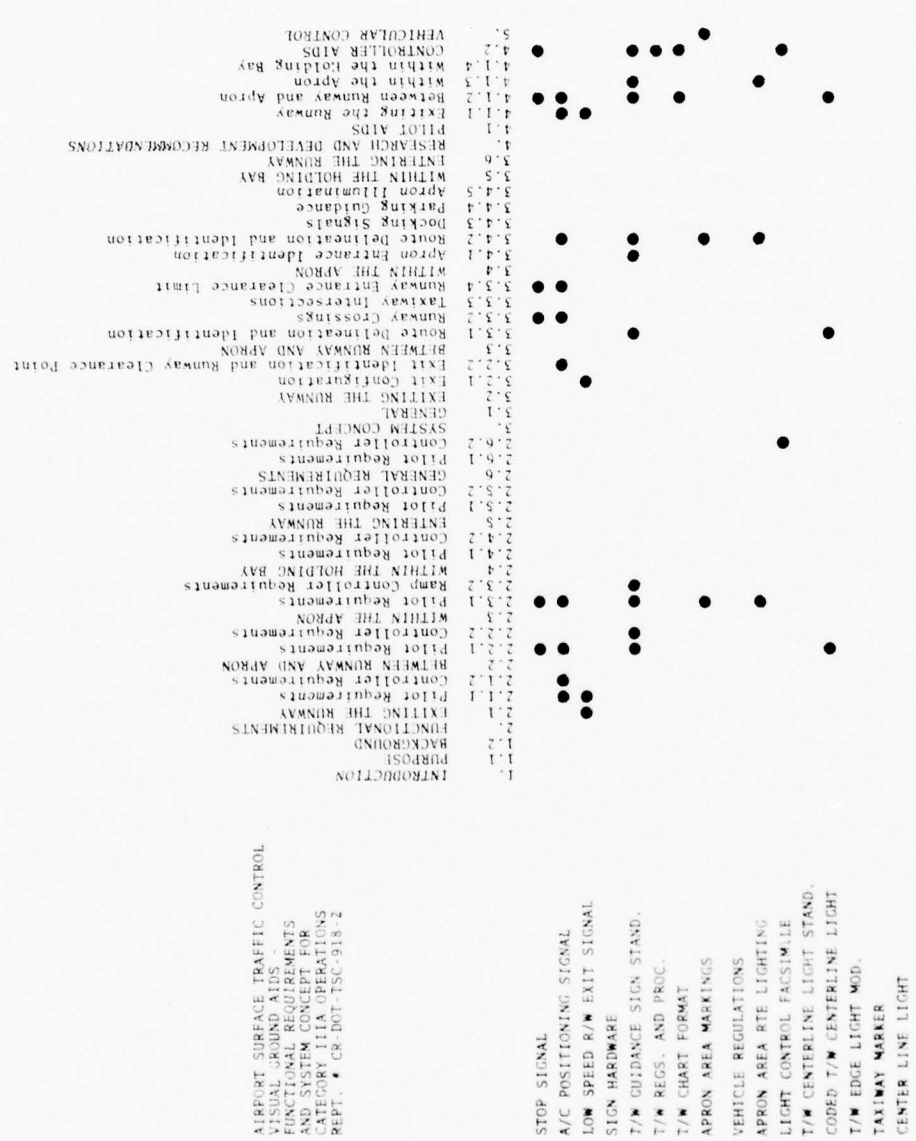 AIRPORT SURFACE TRAFFIC CONTROL
VISUAL GROUND AIDS -
FUNCTIONAL REQUIREMENTS
AND SYSTEM CONCEPT FOR
CATEGORY IIIA OPERATIONS
REPT. # CR-DOT-TSC-918-2
1. INTRODUCTION
1.1 PURPOSE
1.2 BACKGROUND
2. FUNCTIONAL REQUIREMENTS
2.1 EXITING THE RUNWAY
2.1.1 Pilot Requirements
2.1.2 Controller Requirements
2.2 BETWEEN RUNWAY AND APRON
2.2.1 Pilot Requirements
2.2.2 Controller Requirements
2.3 WITHIN THE APRON
2.3.1 Pilot Requirements
2.3.2 Ramp Controller Requirements
2.4 WITHIN THE HOLDING BAY
2.4.1 Pilot Requirements
2.4.2 Controller Requirements
2.5 ENTERING THE RUNWAY
2.5.1 Pilot Requirements
2.5.2 Controller Requirements
2.6 GENERAL REQUIREMENTS
2.6.1 Pilot Requirements
2.6.2 Controller Requirements
3. SYSTEM CONCEPT
3.1 GENERAL
3.2 EXITING THE RUNWAY
3.2.1 Exit Configuration
3.2.2 Exit Identification and Runway Clearance Point
3.3 BETWEEN RUNWAY AND APRON
3.3.1 Route Delineation and Identification
3.3.2 Runway Crossings
3.3.3 Taxiway Intersections
3.3.4 Runway Entrance Clearance Limit
3.4 WITHIN THE APRON
3.4.1 Apron Entrance Identification
3.4.2 Route Delineation and Identification
3.4.3 Docking Signals
3.4.4 Parking Guidance
3.4.5 Apron Illumination
3.5 WITHIN THE HOLDING BAY
3.6 ENTERING THE RUNWAY
4. RESEARCH AND DEVELOPMENT RECOMMENDATIONS
4.1 PILOT AIDS
4.1.1 Exiting the Runway
4.1.2 Between Runway and Apron
4.1.3 Within the Apron
4.1.4 Within the Holding Bay
4.2 CONTROLLER AIDS
5. VEHICULAR CONTROL
STOP SIGNAL
A/C POSITIONING SIGNAL
LOW SPEED R/W EXIT SIGNAL
SIGN HARDWARE
T/W GUIDANCE SIGN STAND.
T/W REGS. AND PROC.
T/W CHART FORMAT
APRON AREA MARKINGS
VEHICLE REGULATIONS
APRON AREA RTE LIGHTING
LIGHT CONTROL FACSIMILE
T/W CENTERLINE LIGHT STAND.
CODED T/W CENTERLINE LIGHT
T/W EDGE LIGHT MOD.
TAXIWAY MARKER
CENTER LINE LIGHT